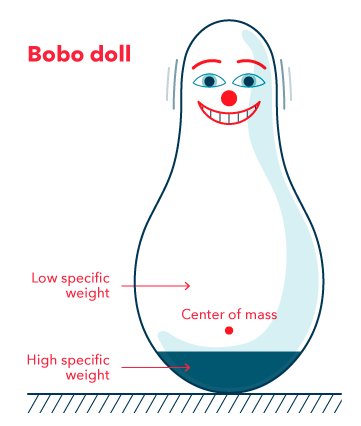 Bobo doll
Low specific
weight
Center of mass
High specific
weight